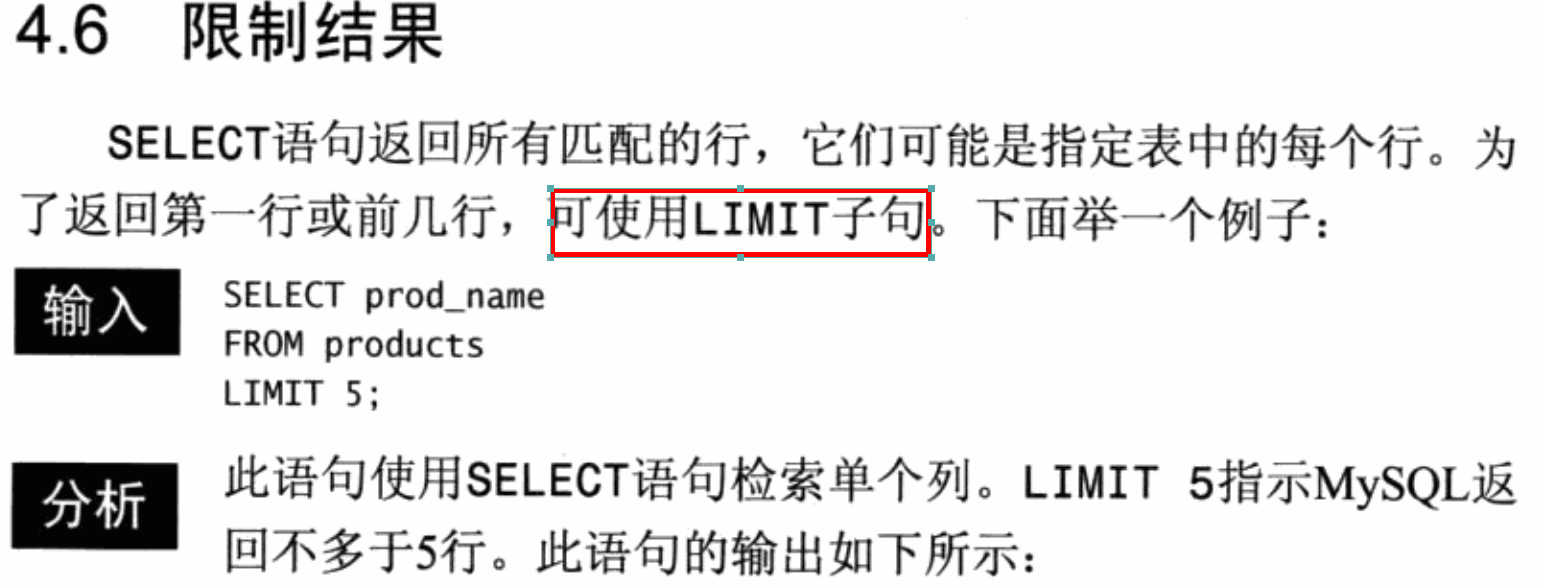 4.6 限制结果
SELECT语句返回所有匹配的行，它们可能是指定表中的每个行。为
了返回第一行或前几行，可使用LIMIT子句。下面举一个例子：
输入
SELECT prod_name
FROM products
LIMIT 5;
分析
此语句使用SELECT语句检索单个列。LIMIT 5指示MySQL返
回不多于5行。此语句的输出如下所示：